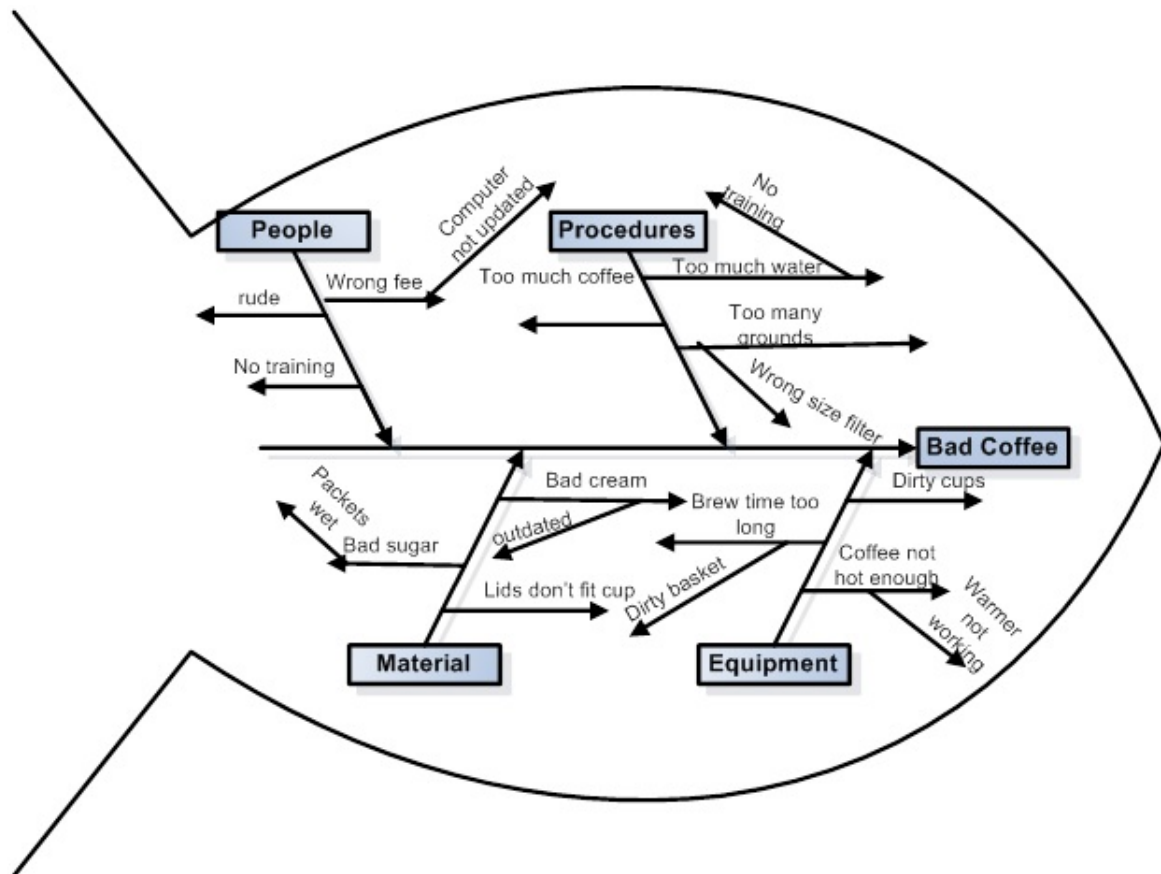 People
Wrong fee
Computer
not updated
rude
No training
Procedures
No
training
Too much coffee
Too much water
Too many
grounds
Wrong size filter
Bad Coffee
Packets
wet
Bad sugar
Bad cream
outdated
Lids don't fit cup
Material
Brew time too
long
Dirty basket
Dirty cups
Coffee not
hot enough
Warmer
not
working
Equipment